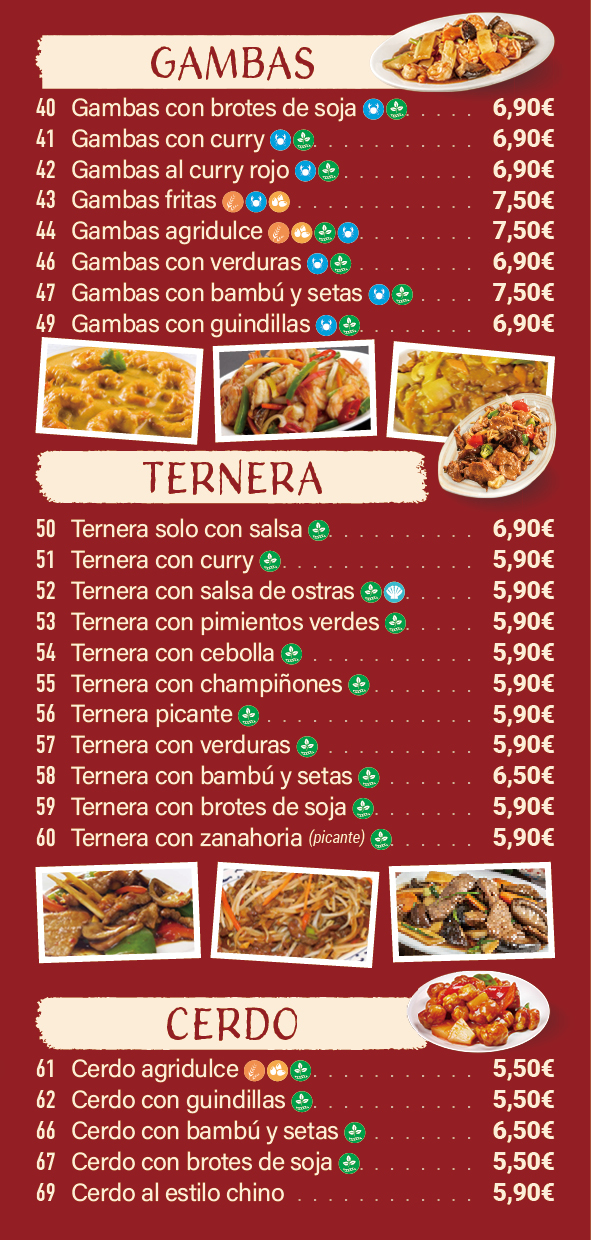 GAMBAS
40 Gambas con brotes de soja . . . . . 6,90€
41 Gambas con curry . . . . . . . . . . . 6,90€
42 Gambas al curry rojo . . . . . . . . . 6,90€
43 Gambas fritas . . . . . . . . . . . . 7,50€
44 Gambas agridulce . . . . . . . . 7,50€
46 Gambas con verduras . . . . . . . . 6,90€
47 Gambas con bambú y setas . . . . 7,50€
49 Gambas con guindillas . . . . . . . . 6,90€
TERNERA
50 Ternera solo con salsa . . . . . . . . . . 6,90€
51 Ternera con curry . . . . . . . . . . . . . 5,90€
52 Ternera con salsa de ostras . . . . . 5,90€
53 Ternera con pimientos verdes . . . . . 5,90€
54 Ternera con cebolla . . . . . . . . . . . 5,90€
55 Ternera con champiñones . . . . . . . 5,90€
56 Ternera picante . . . . . . . . . . . . . . 5,90€
57 Ternera con verduras . . . . . . . . . . 5,90€
58 Ternera con bambú y setas . . . . . . 6,50€
59 Ternera con brotes de soja . . . . . . . 5,90€
60 Ternera con zanahoria (picante) . . . . . . 5,90€
CERDO
61 Cerdo agridulce . . . . . . . . . . . 5,50€
62 Cerdo con guindillas . . . . . . . . . . . 5,50€
66 Cerdo con bambú y setas . . . . . . . 6,50€
67 Cerdo con brotes de soja . . . . . . . . 5,50€
69 Cerdo al estilo chino . . . . . . . . . . . . 5,90€